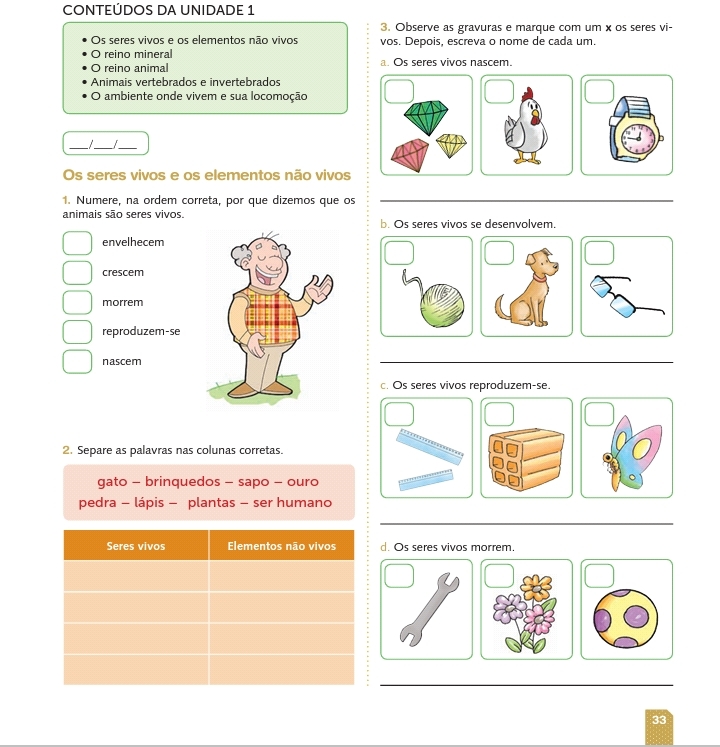 CONTEÚDOS DA UNIDADE 1
• Os seres vivos e os elementos não vivos
• O reino mineral
• O reino animal
• Animais vertebrados e invertebrados
• O ambiente onde vivem e sua locomoção
___/___/___
Os seres vivos e os elementos não vivos
1. Numere, na ordem correta, por que dizemos que os
animais são seres vivos.
envelhecem
crescem
morrem
reproduzem-se
nascem
2. Separe as palavras nas colunas corretas.
gato – brinquedos – sapo – ouro
pedra – lápis – plantas – ser humano
Seres vivos
Elementos não vivos
3. Observe as gravuras e marque com um x os seres vi-
vos. Depois, escreva o nome de cada um.
a. Os seres vivos nascem.
b. Os seres vivos se desenvolvem.
c. Os seres vivos reproduzem-se.
d. Os seres vivos morrem.
33